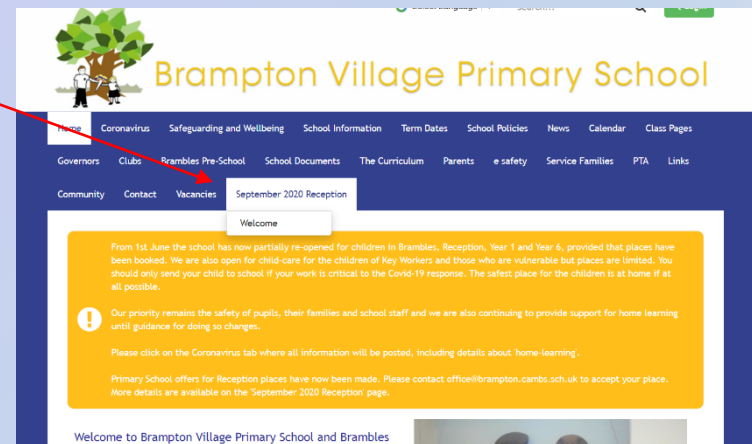 Brampton Village Primary School
Home Coronavirus Safeguarding and Wellbeing School Information Term Dates School Policies News Calendar Class Pages
Governors Clubs Brambles Pre-School School Documents The Curriculum Parents e safety Service Families PTA Links
Community Contact Vacancies September 2020 Reception
Welcome
From 1st June the school has now partially re-opened for children in Brambles, Reception, Year 1 and Year 6, provided that places have
been booked. We are also open for child-care for the children of Key Workers and those who are vulnerable but places are limited. You
should only send your child to school if your work is critical to the Covid-19 response. The safest place for the children is at home if at
all possible.
Our priority remains the safety of pupils, their families and school staff and we are also continuing to provide support for home learning
until guidance for doing so changes.
Please click on the Coronavirus tab where all information will be posted, including details about 'home-learning'.
Primary School offers for Reception places have now been made. Please contact office@brampton.cambs.sch.uk to accept your place.
More details are available on the 'September 2020 Reception' page.
Welcome to Brampton Village Primary School and Brambles